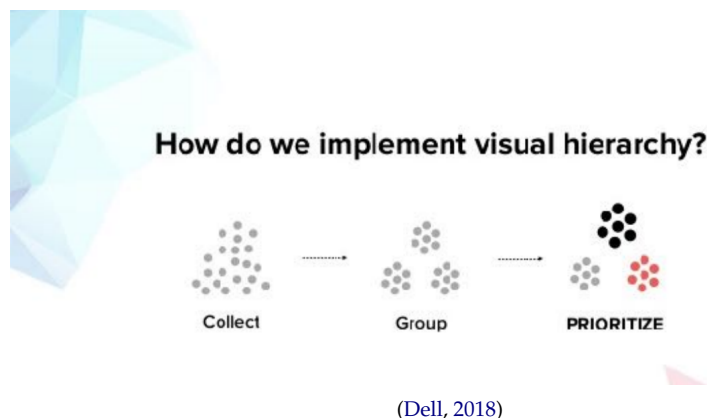 How do we implement visual hierarchy?
Collect Group PRIORITIZE
(Dell, 2018)